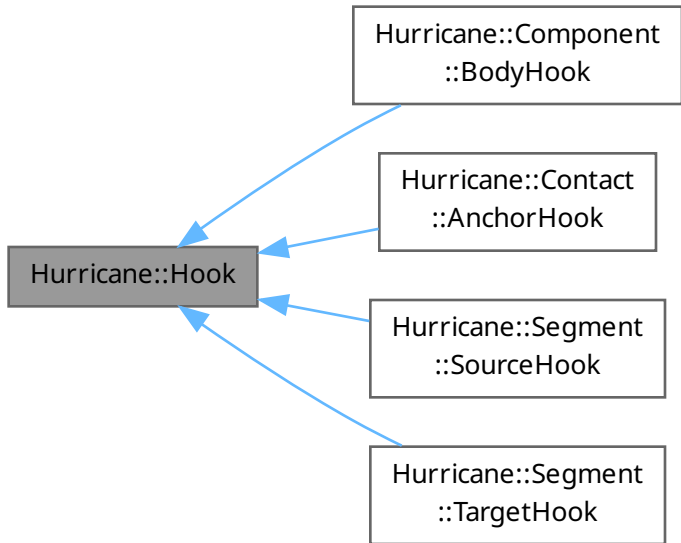 Hurricane::Component
::BodyHook
Hurricane::Contact
::AnchorHook
Hurricane::Hook
Hurricane::Segment
::SourceHook
Hurricane::Segment
::TargetHook